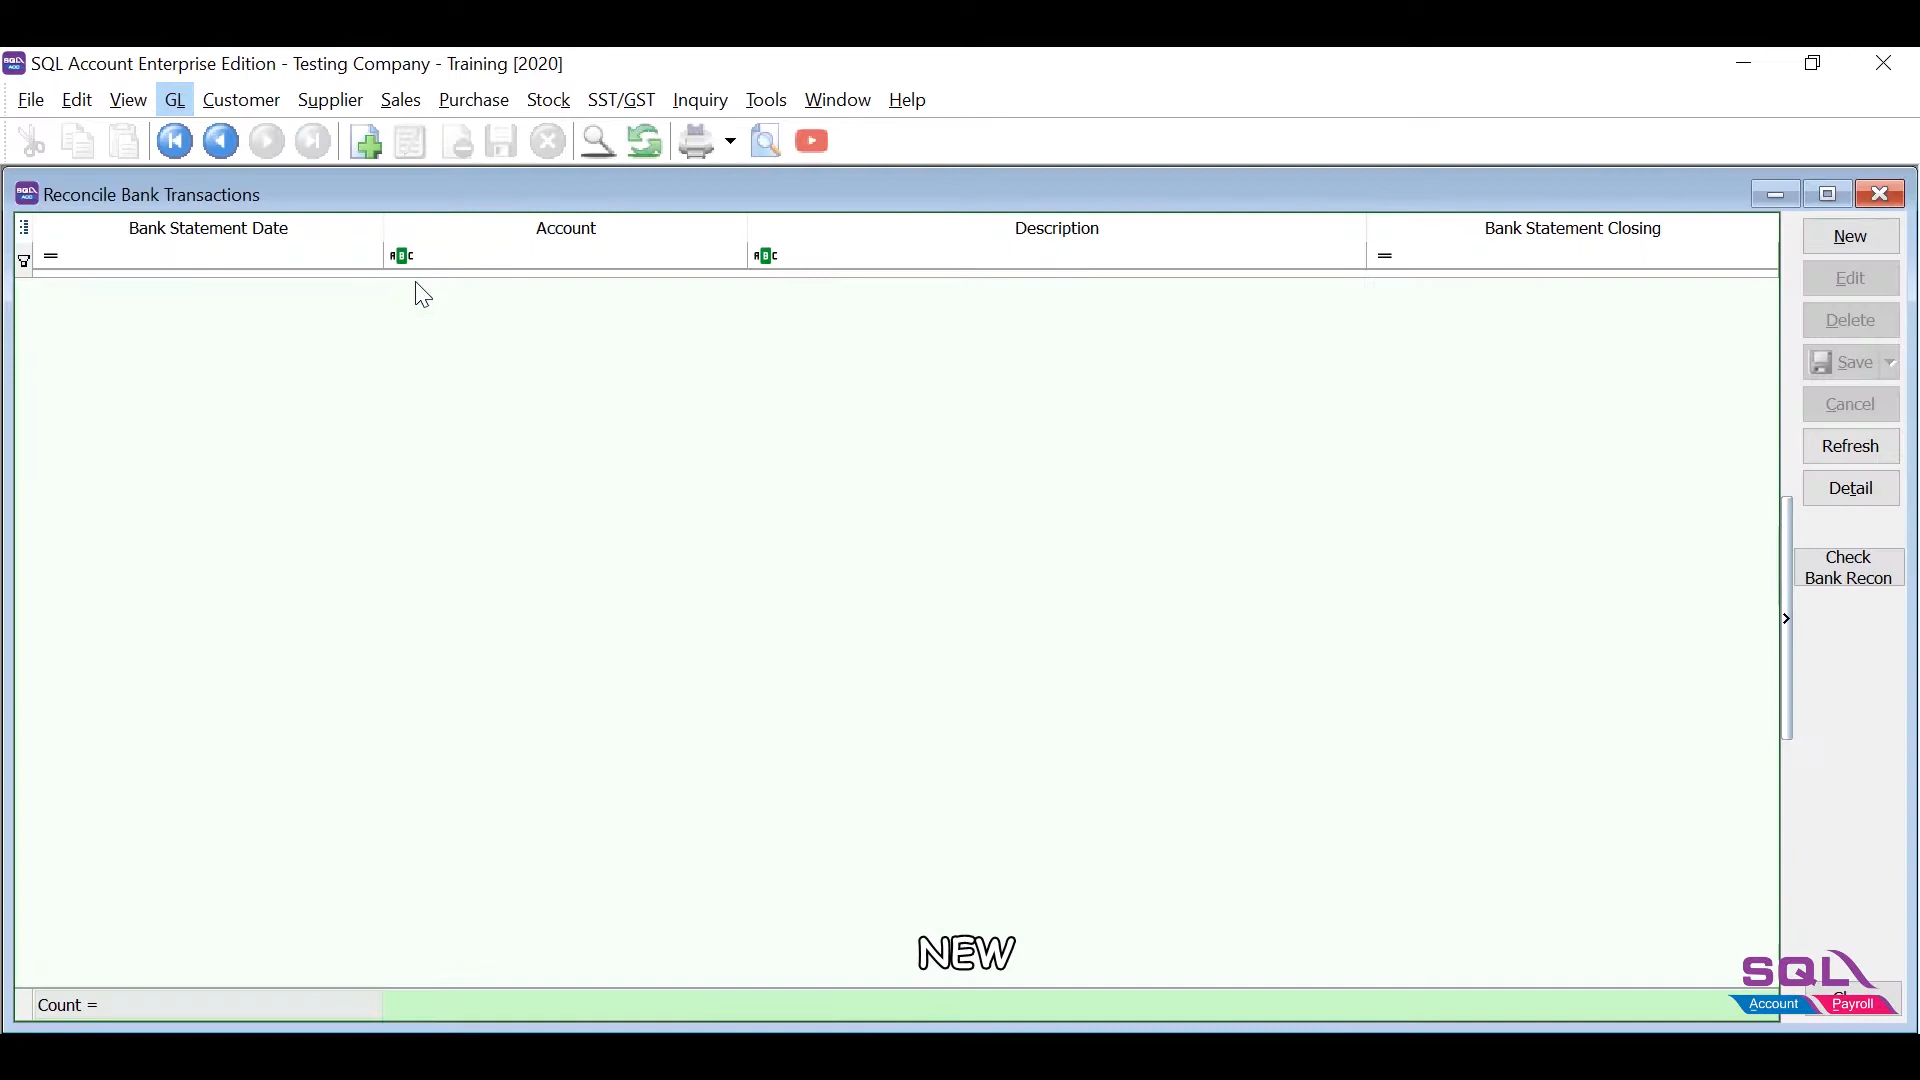 SQL Account Enterprise Edition - Testing Company - Training [2020]
File Edit View GL Customer Supplier Sales Purchase Stock SST/GST Inquiry Tools Window Help
Reconcile Bank Transactions
Bank Statement Date Account Description Bank Statement Closing
= ABC ABC =
New
Edit
Delete
Save
Cancel
Refresh
Detail
Check
Bank Recon
NEW
SQL
Account Payroll
Count =